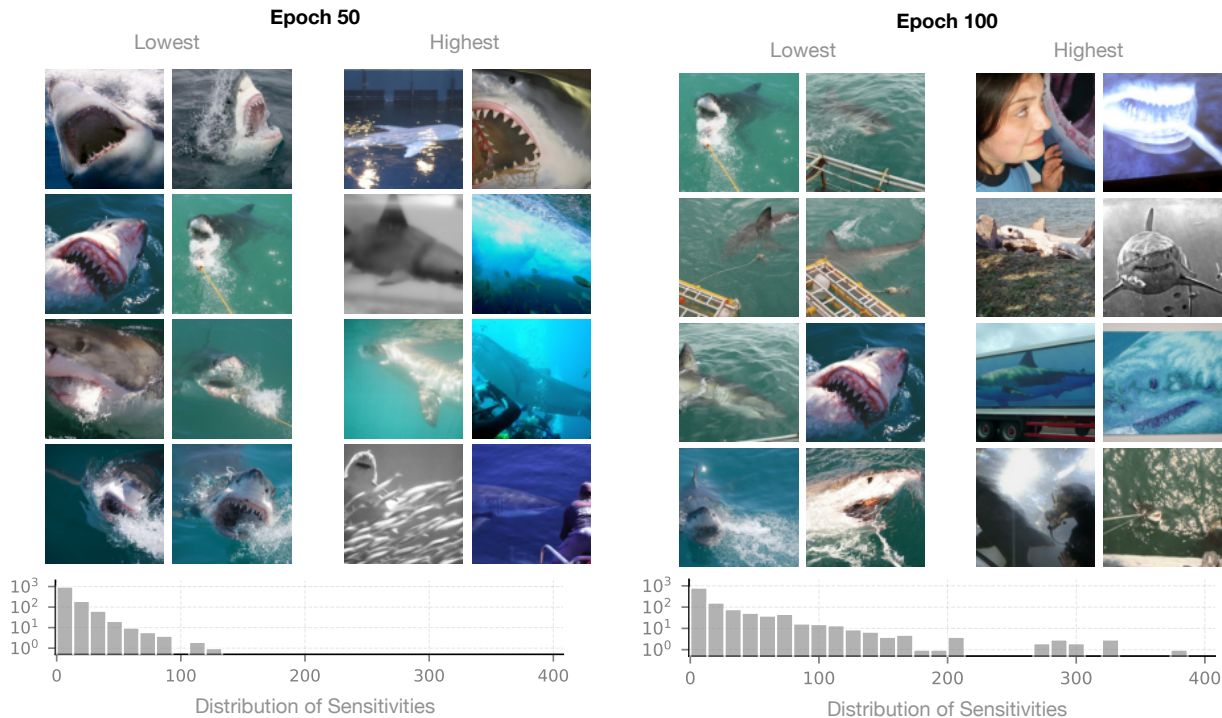 Epoch 50
Lowest
Highest
10³
10²
10¹
10⁰
0
100
200
300
400
Distribution of Sensitivities
Epoch 100
Lowest
Highest
10³
10²
10¹
10⁰
0
100
200
300
400
Distribution of Sensitivities